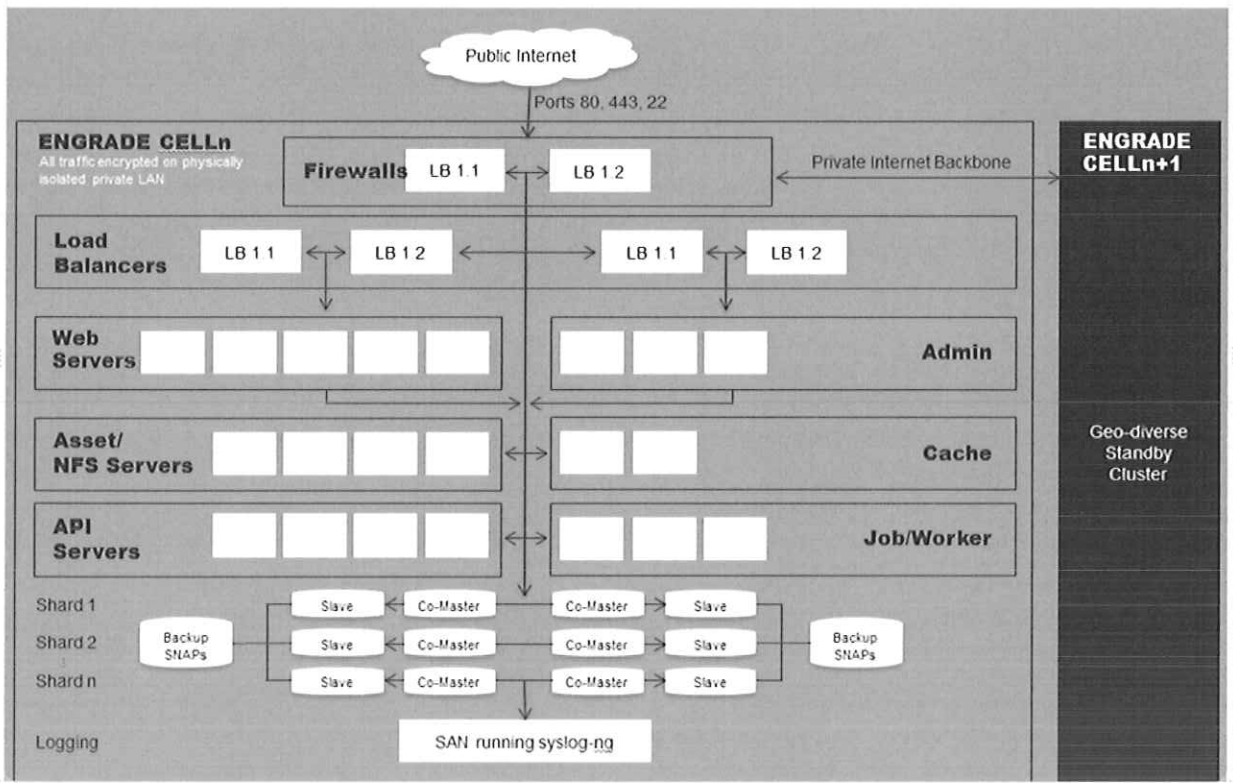 Public Internet
Ports 80, 443, 22
ENGRADE CELLn
All traffic encrypted on physically
isolated private LAN
ENGRADE
CELLn+1
Firewalls
LB 1.1
LB 1.2
Private Internet Backbone
Load
Balancers
LB 1.1
LB 1.2
LB 1.1
LB 1.2
Web
Servers
Admin
Asset/
NFS Servers
Cache
Geo-diverse
Standby
Cluster
API
Servers
Job/Worker
Shard 1
Slave
Co-Master
Co-Master
Slave
Shard 2
Backup
SNAPs
Slave
Co-Master
Co-Master
Slave
Backup
SNAPs
Shard n
Slave
Co-Master
Co-Master
Slave
Logging
SAN running syslog-ng